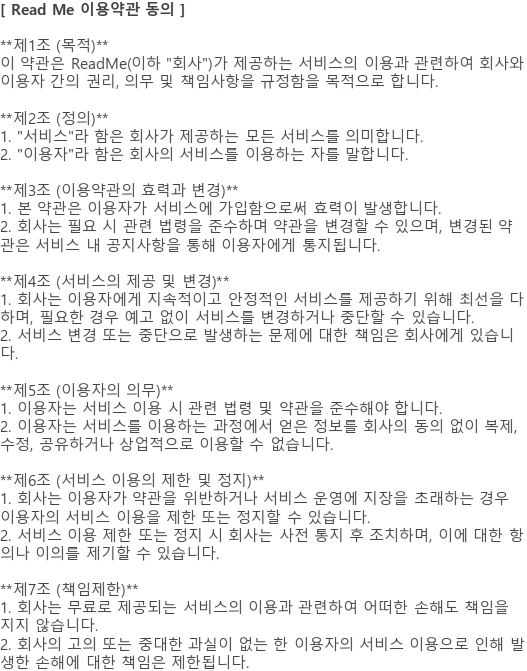 [ Read Me 이용약관 동의 ]
**제1조 (목적)**
이 약관은 ReadMe(이하 "회사")가 제공하는 서비스의 이용과 관련하여 회사와
이용자 간의 권리, 의무 및 책임사항을 규정함을 목적으로 합니다.
**제2조 (정의)**
1. "서비스"라 함은 회사가 제공하는 모든 서비스를 의미합니다.
2. "이용자"라 함은 회사의 서비스를 이용하는 자를 말합니다.
**제3조 (이용약관의 효력과 변경)**
1. 본 약관은 이용자가 서비스에 가입함으로써 효력이 발생합니다.
2. 회사는 필요 시 관련 법령을 준수하며 약관을 변경할 수 있으며, 변경된 약
관은 서비스 내 공지사항을 통해 이용자에게 통지됩니다.
**제4조 (서비스의 제공 및 변경)**
1. 회사는 이용자에게 지속적이고 안정적인 서비스를 제공하기 위해 최선을 다
하며, 필요한 경우 예고 없이 서비스를 변경하거나 중단할 수 있습니다.
2. 서비스 변경 또는 중단으로 발생하는 문제에 대한 책임은 회사에게 있습니
다.
**제5조 (이용자의 의무)**
1. 이용자는 서비스 이용 시 관련 법령 및 약관을 준수해야 합니다.
2. 이용자는 서비스를 이용하는 과정에서 얻은 정보를 회사의 동의 없이 복제,
수정, 공유하거나 상업적으로 이용할 수 없습니다.
**제6조 (서비스 이용의 제한 및 정지)**
1. 회사는 이용자가 약관을 위반하거나 서비스 운영에 지장을 초래하는 경우
이용자의 서비스 이용을 제한 또는 정지할 수 있습니다.
2. 서비스 이용 제한 또는 정지 시 회사는 사전 통지 후 조치하며, 이에 대한 항
의나 이의를 제기할 수 있습니다.
**제7조 (책임제한)**
1. 회사는 무료로 제공되는 서비스의 이용과 관련하여 어떠한 손해도 책임을
지지 않습니다.
2. 회사의 고의 또는 중대한 과실이 없는 한 이용자의 서비스 이용으로 인해 발
생한 손해에 대한 책임은 제한됩니다.